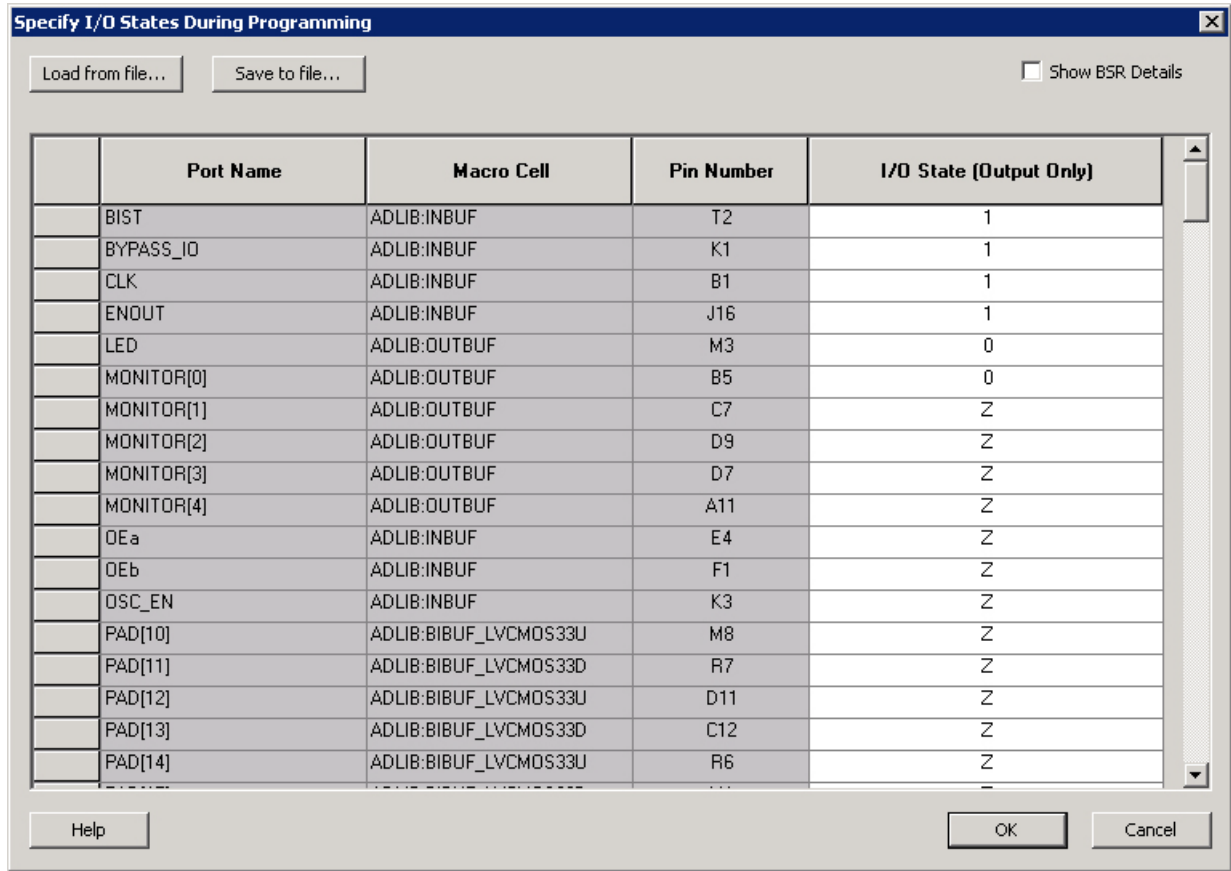 Specify I/O States During Programming
Load from file... Save to file... Show BSR Details
Port Name Macro Cell Pin Number I/O State (Output Only)
BIST ADLIB:INBUF T2 1
BYPASS_IO ADLIB:INBUF K1 1
CLK ADLIB:INBUF B1 1
ENOUT ADLIB:INBUF J16 1
LED ADLIB:OUTBUF M3 0
MONITOR[0] ADLIB:OUTBUF B5 0
MONITOR[1] ADLIB:OUTBUF C7 Z
MONITOR[2] ADLIB:OUTBUF D9 Z
MONITOR[3] ADLIB:OUTBUF D7 Z
MONITOR[4] ADLIB:OUTBUF A11 Z
OEa ADLIB:INBUF E4 Z
OEb ADLIB:INBUF F1 Z
OSC_EN ADLIB:INBUF K3 Z
PAD[10] ADLIB:BIBUF_LVCMOS33U M8 Z
PAD[11] ADLIB:BIBUF_LVCMOS33D R7 Z
PAD[12] ADLIB:BIBUF_LVCMOS33U D11 Z
PAD[13] ADLIB:BIBUF_LVCMOS33D C12 Z
PAD[14] ADLIB:BIBUF_LVCMOS33U R6 Z
Help OK Cancel